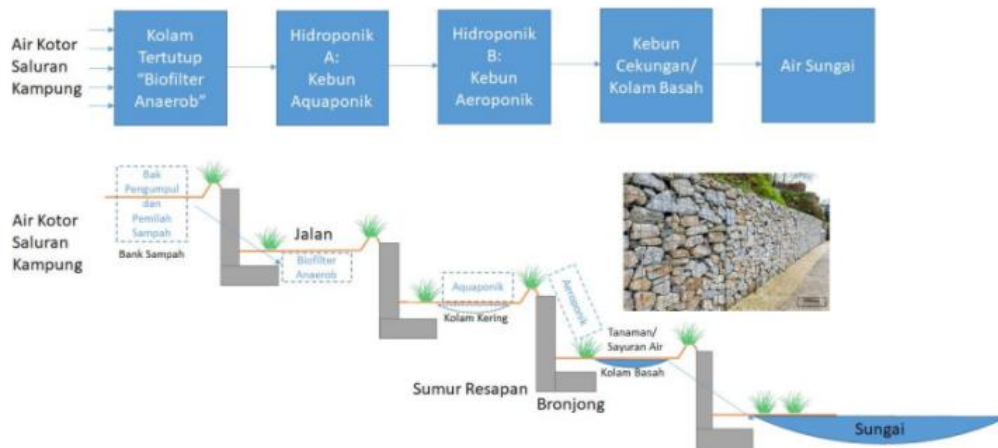 Air Kotor
Saluran
Kampung
Kolam
Tertutup
"Biofilter
Anaerob"
Hidroponik
A:
Kebun
Aquaponik
Hidroponik
B:
Kebun
Aeroponik
Kebun
Cekungan/
Kolam Basah
Air Sungai
Air Kotor
Saluran
Kampung
Bak
Pengumpul
dan
Pemilah
Sampah
Bank Sampah
Jalan
Biofilter
Anaerob
Aquaponik
Kolam Kering
Aeroponik
Tanaman/
Sayuran Air
Kolam Basah
Sumur Resapan
Bronjong
Sungai